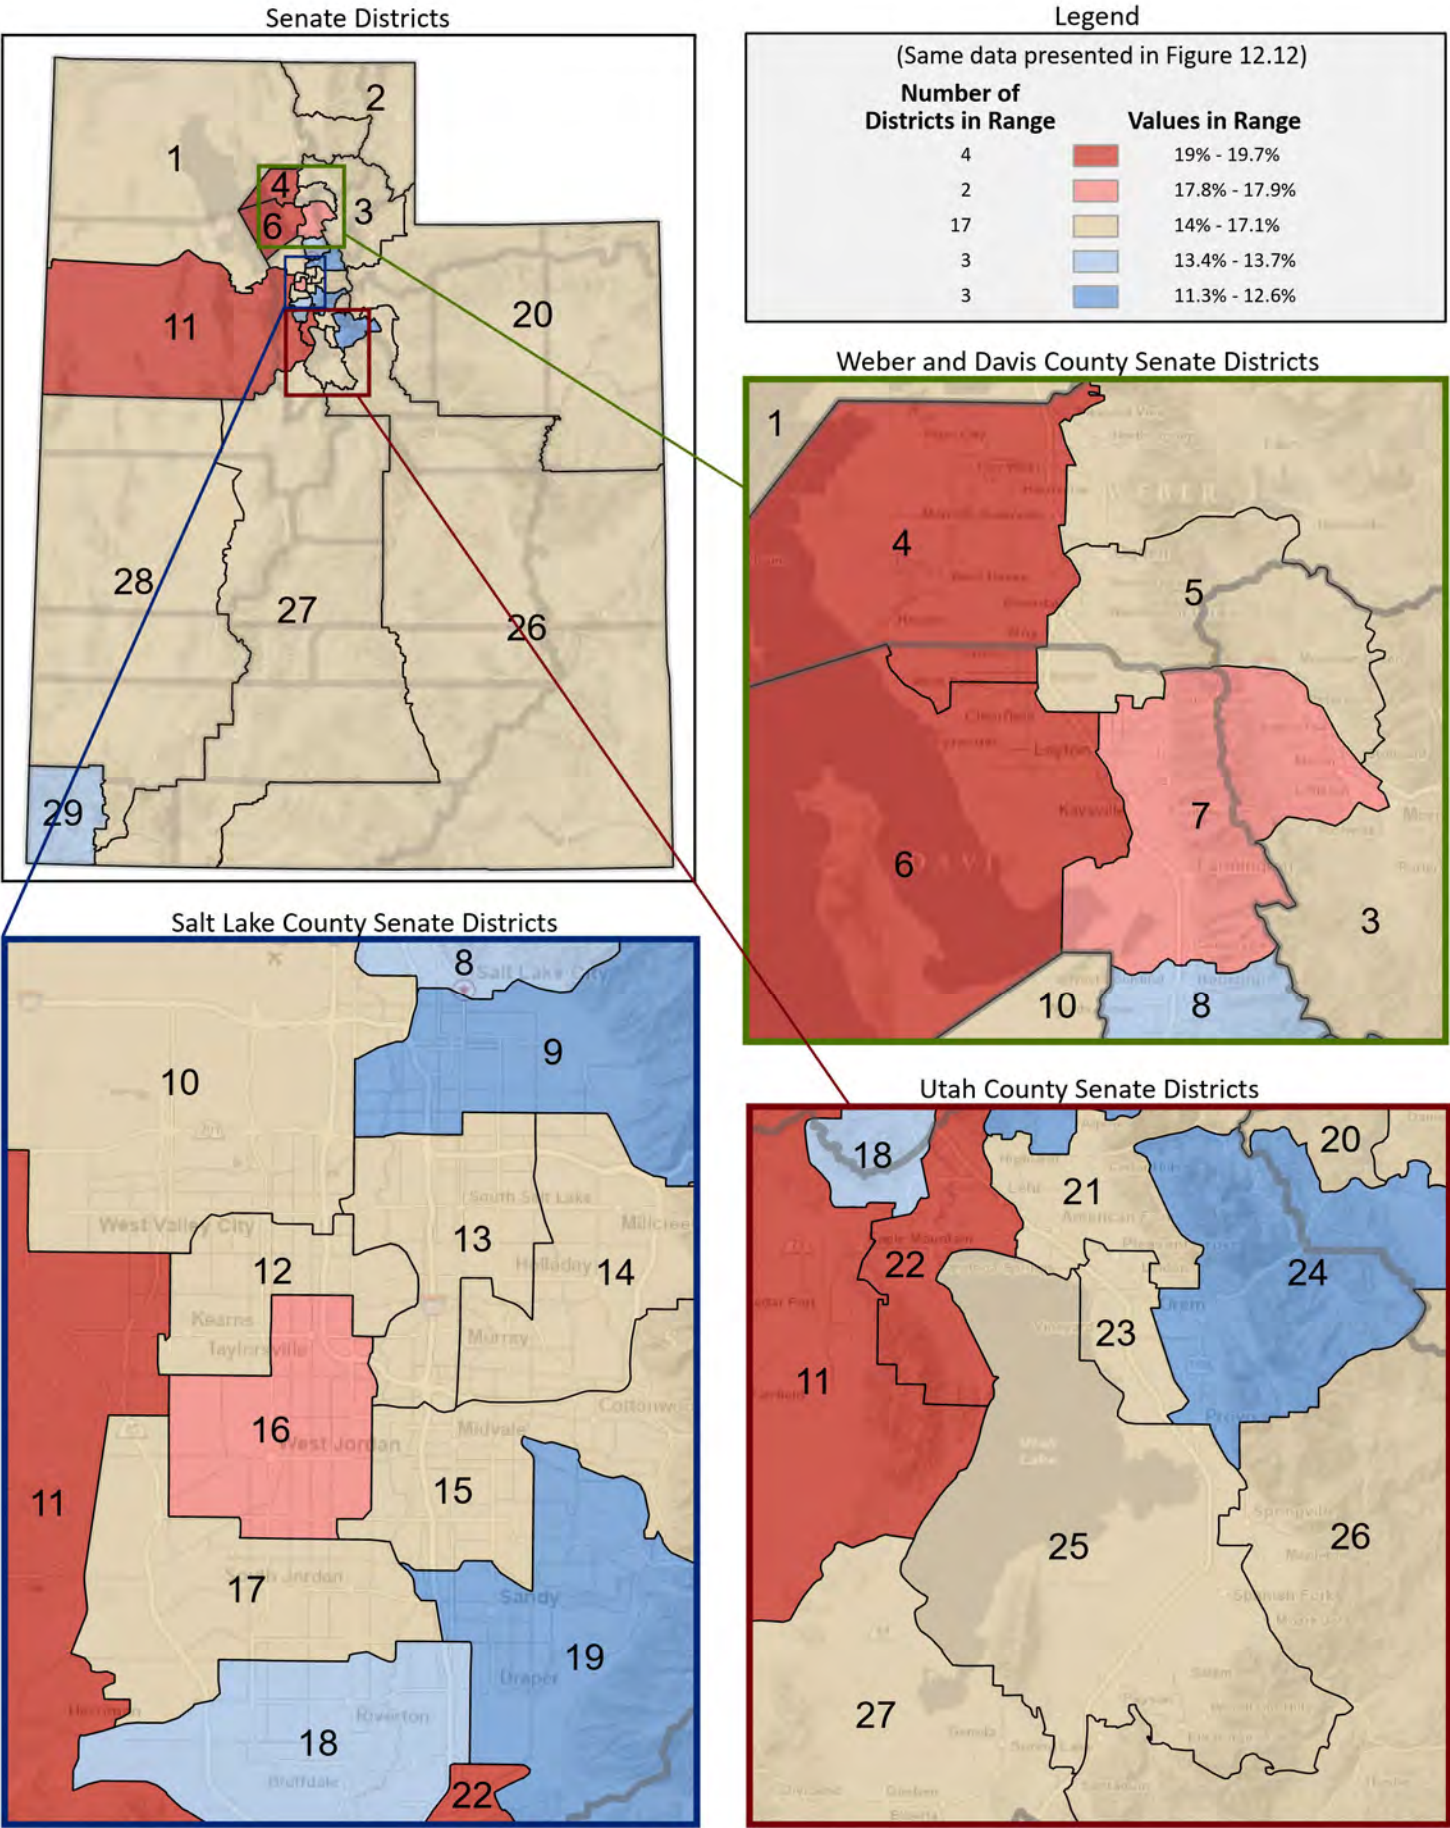 Senate Districts
2
1
4
3
6
11
20
28
27
26
29
Legend
(Same data presented in Figure 12.12)
Number of
Districts in Range
Values in Range
4 19% - 19.7%
2 17.8% - 17.9%
17 14% - 17.1%
3 13.4% - 13.7%
3 11.3% - 12.6%
Weber and Davis County Senate Districts
1
4
5
Clearfield
Layton
Kaysville
7
6
Farmington
3
10
8
Salt Lake County Senate Districts
8
Salt Lake City
9
10
South Salt Lake
West Valley City
Millcree
13
12
Holladay
14
Kearns
Murray
Taylorsville
16
West Jordan
Midvale
Cottonwo
11
15
17
South Jordan
Sandy
19
Draper
Herriman
Riverton
18
Bluffdale
22
Utah County Senate Districts
18
20
21
Lehi
American F
22
24
Orem
23
11
Provo
Utah
Lake
25
Springville
26
Spanish Fork
Salem
27
Genola
Goshen